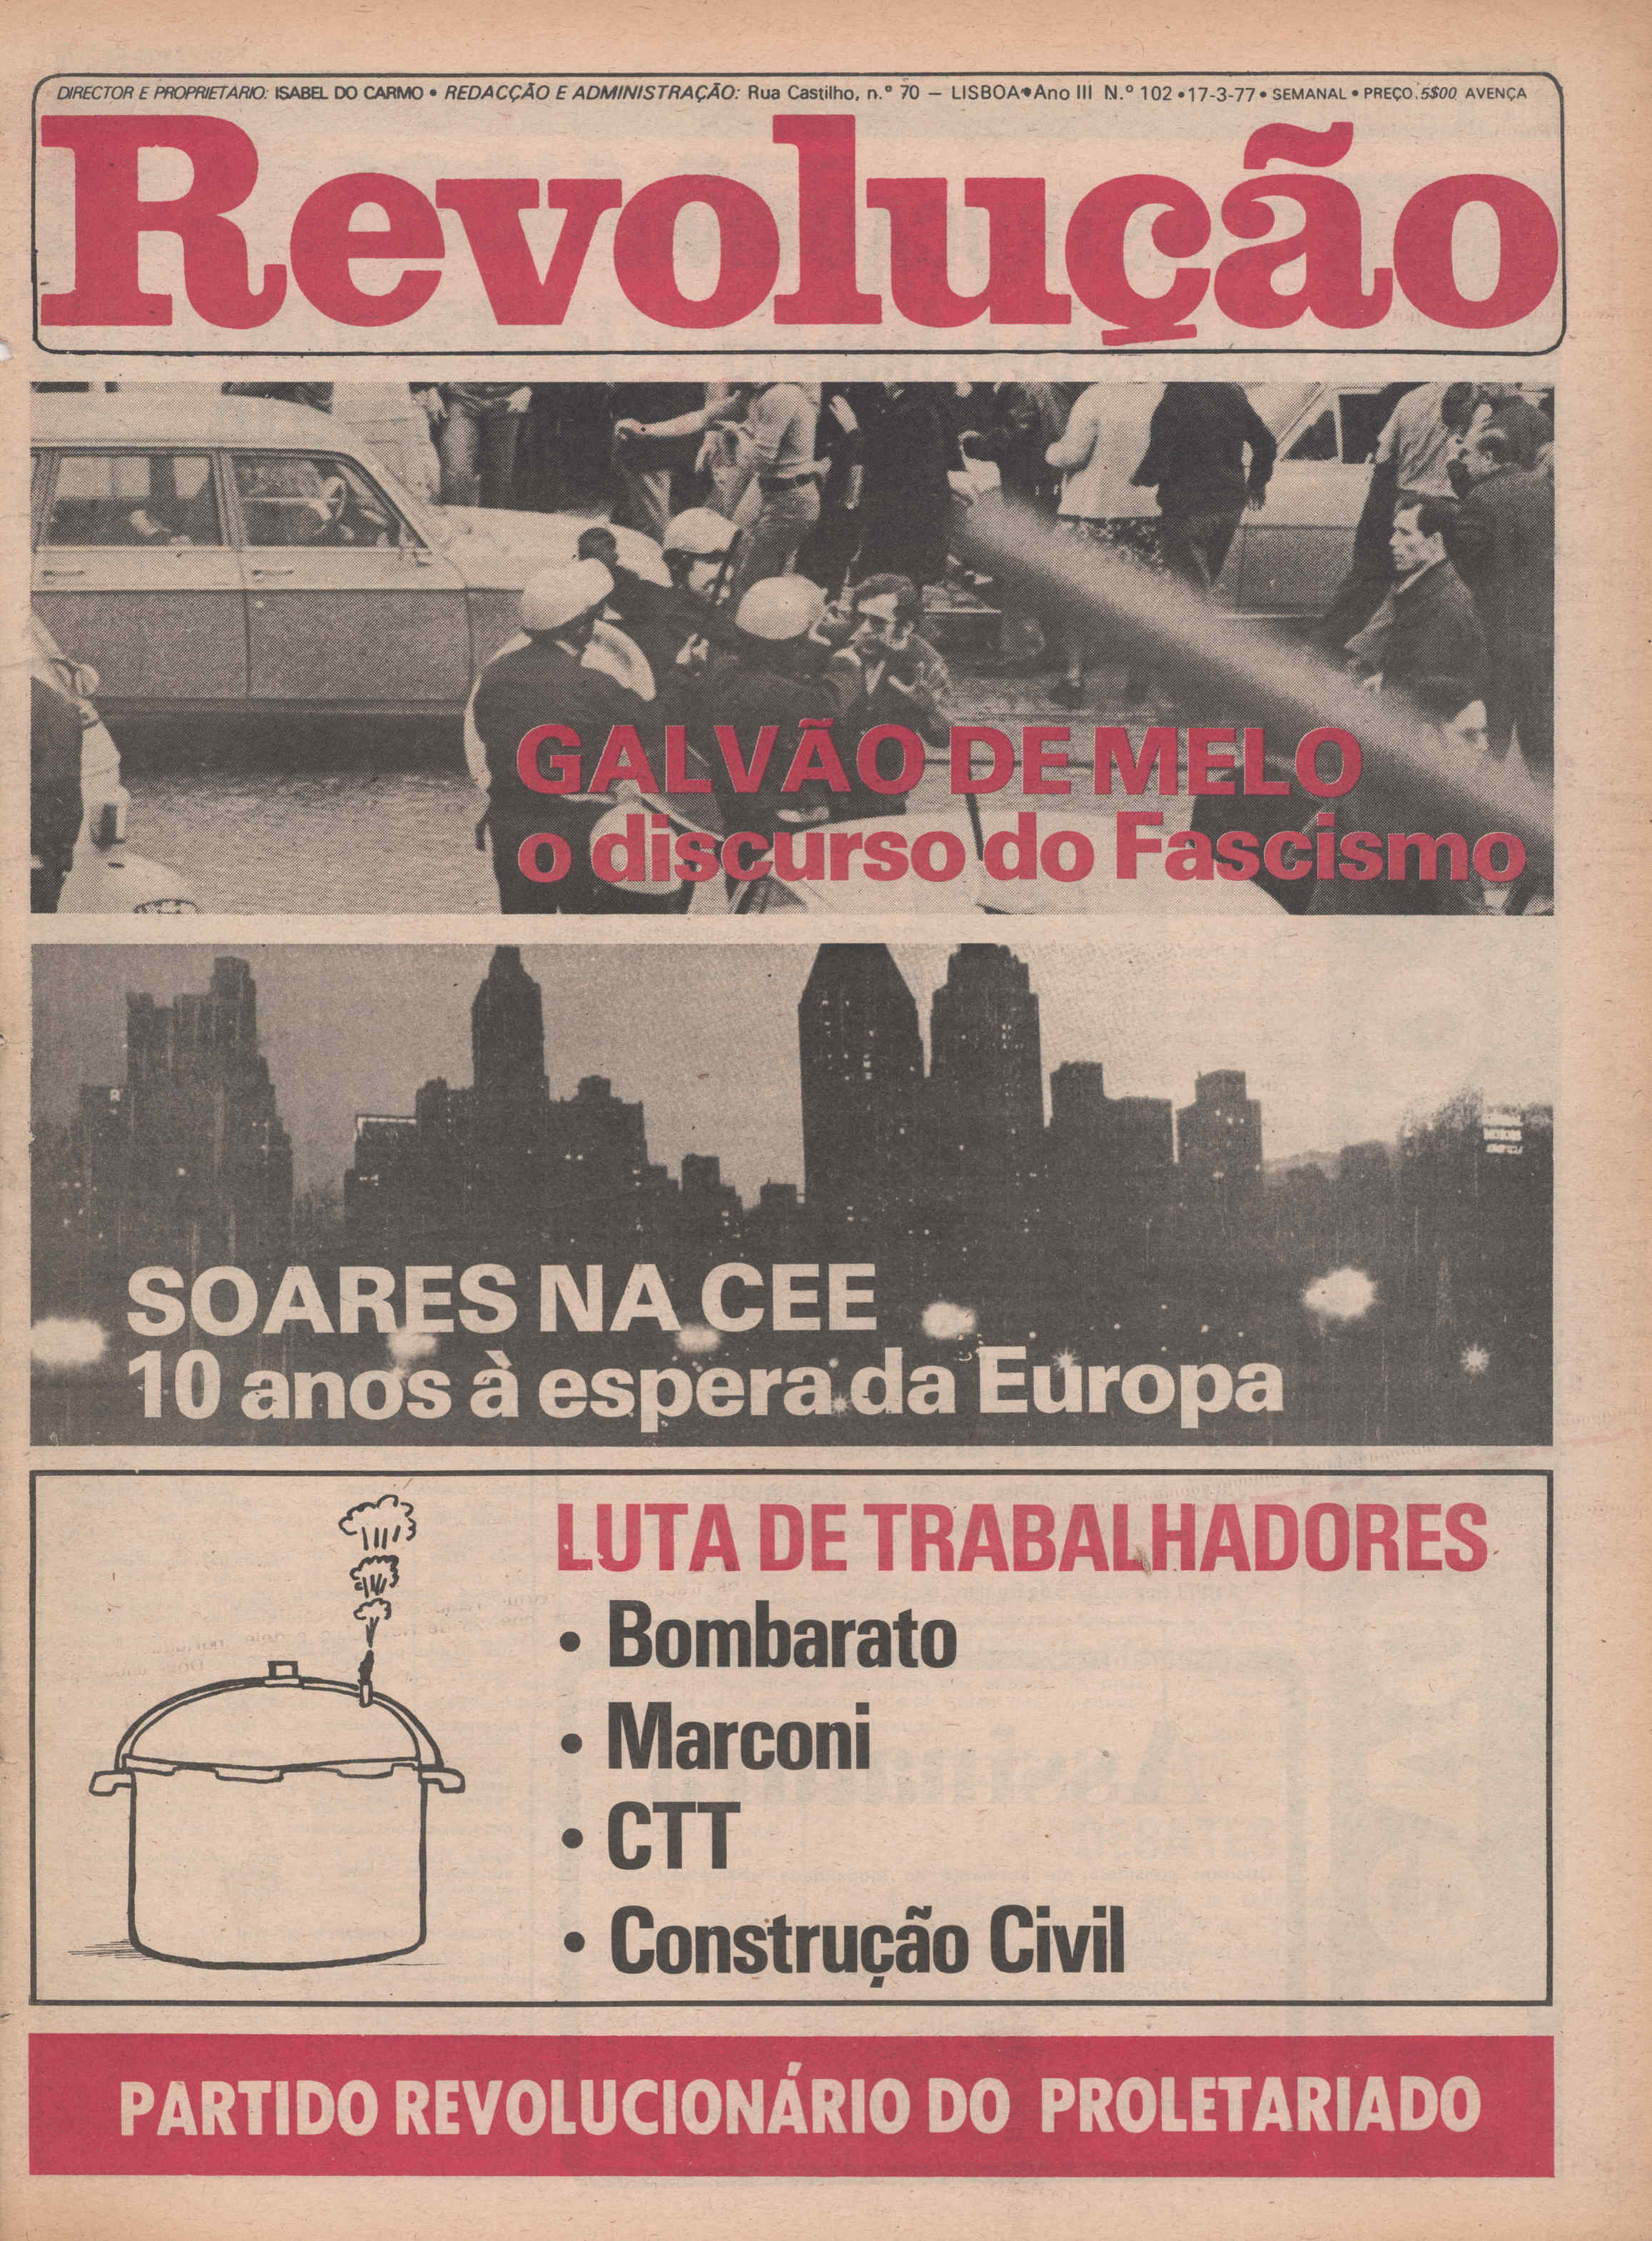 DIRECTOR E PROPRIETARIO: ISABEL DO CARMO • REDACÇÃO E ADMINISTRAÇÃO: Rua Castilho, n.º 70 — LISBOA • Ano III N.º 102 • 17-3-77 • SEMANAL • PREÇO: 5$00 AVENÇA
Revolução
GALVÃO DE MELO
o discurso do Fascismo
SOARES NA CEE
10 anos à espera da Europa
LUTA DE TRABALHADORES
• Bombarato
• Marconi
• CTT
• Construção Civil
PARTIDO REVOLUCIONÁRIO DO PROLETARIADO